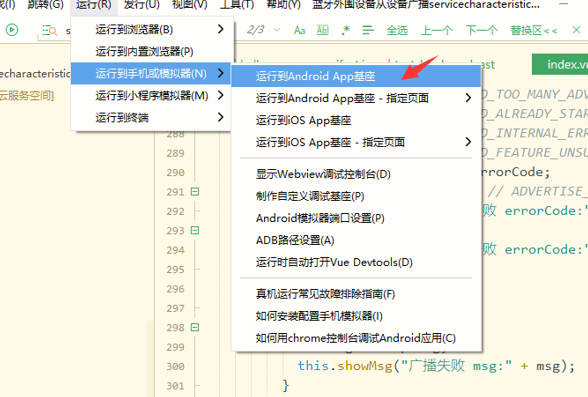 跳转(G) 运行(R) 发行(U) 视图(V) 工具(T) 帮助(Y) 蓝牙外围设备从设备广播servicecharacteristic...
2/3 Aa 全选 上一个 下一个 替换区<<
运行到浏览器(B)
运行到内置浏览器(P)
运行到手机或模拟器(N)
运行到小程序模拟器(M)
运行到终端
characteristic
云服务空间]
index.vu
运行到Android App基座
运行到Android App基座 - 指定页面
运行到iOS App基座
运行到iOS App基座 - 指定页面
显示Webview调试控制台(D)
制作自定义调试基座(P)
Android模拟器端口设置(P)
ADB路径设置(A)
运行时自动打开Vue Devtools(D)
真机运行常见故障排除指南(F)
如何安装配置手机模拟器(I)
如何用chrome控制台调试Android应用(C)
D_TOO_MANY_ADV
D_ALREADY_STAR
288 D_INTERNAL_ERR
289 D_FEATURE_UNSU
290 rrorCode;
291 // ADVERTISE_
292 败 errorCode:"
293
294 败 errorCode:"
295
296
297
298
299
300 this.showMsg("广播失败 msg:" + msg);
301 }